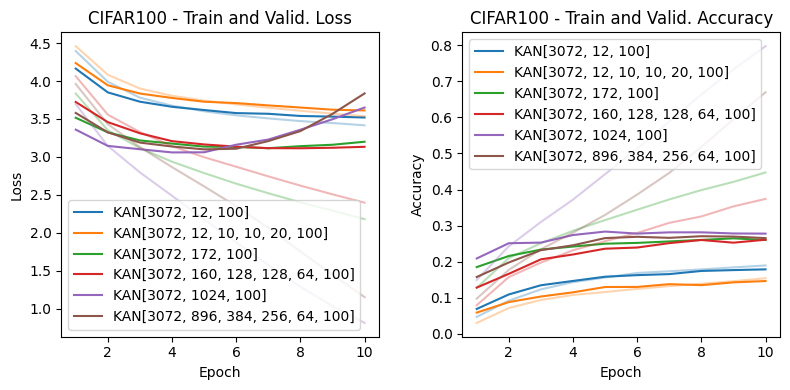 CIFAR100 - Train and Valid. Loss
4.5
4.0
3.5
3.0
2.5
2.0
1.5
1.0
Loss
KAN[3072, 12, 100]
KAN[3072, 12, 10, 10, 20, 100]
KAN[3072, 172, 100]
KAN[3072, 160, 128, 128, 64, 100]
KAN[3072, 1024, 100]
KAN[3072, 896, 384, 256, 64, 100]
2
4
6
8
10
Epoch
CIFAR100 - Train and Valid. Accuracy
0.8
0.7
0.6
0.5
0.4
0.3
0.2
0.1
0.0
Accuracy
KAN[3072, 12, 100]
KAN[3072, 12, 10, 10, 20, 100]
KAN[3072, 172, 100]
KAN[3072, 160, 128, 128, 64, 100]
KAN[3072, 1024, 100]
KAN[3072, 896, 384, 256, 64, 100]
2
4
6
8
10
Epoch